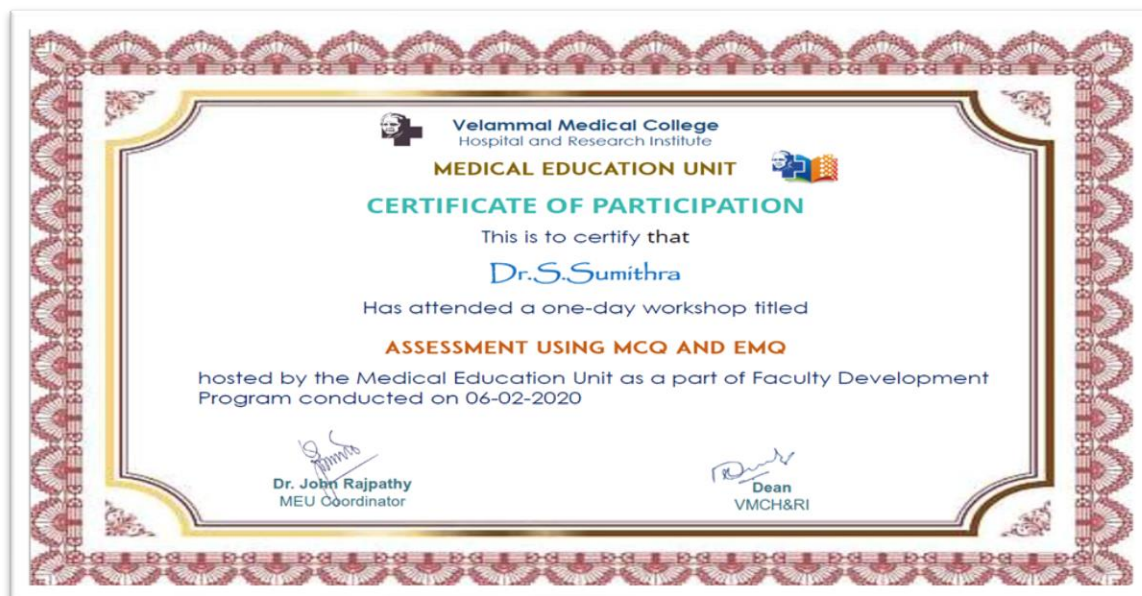 Velammal Medical College
Hospital and Research Institute
MEDICAL EDUCATION UNIT
CERTIFICATE OF PARTICIPATION
This is to certify that
Dr.S.Sumithra
Has attended a one-day workshop titled
ASSESSMENT USING MCQ AND EMQ
hosted by the Medical Education Unit as a part of Faculty Development
Program conducted on 06-02-2020
Dr. John Rajpathy
MEU Coordinator
Dean
VMCH&RI